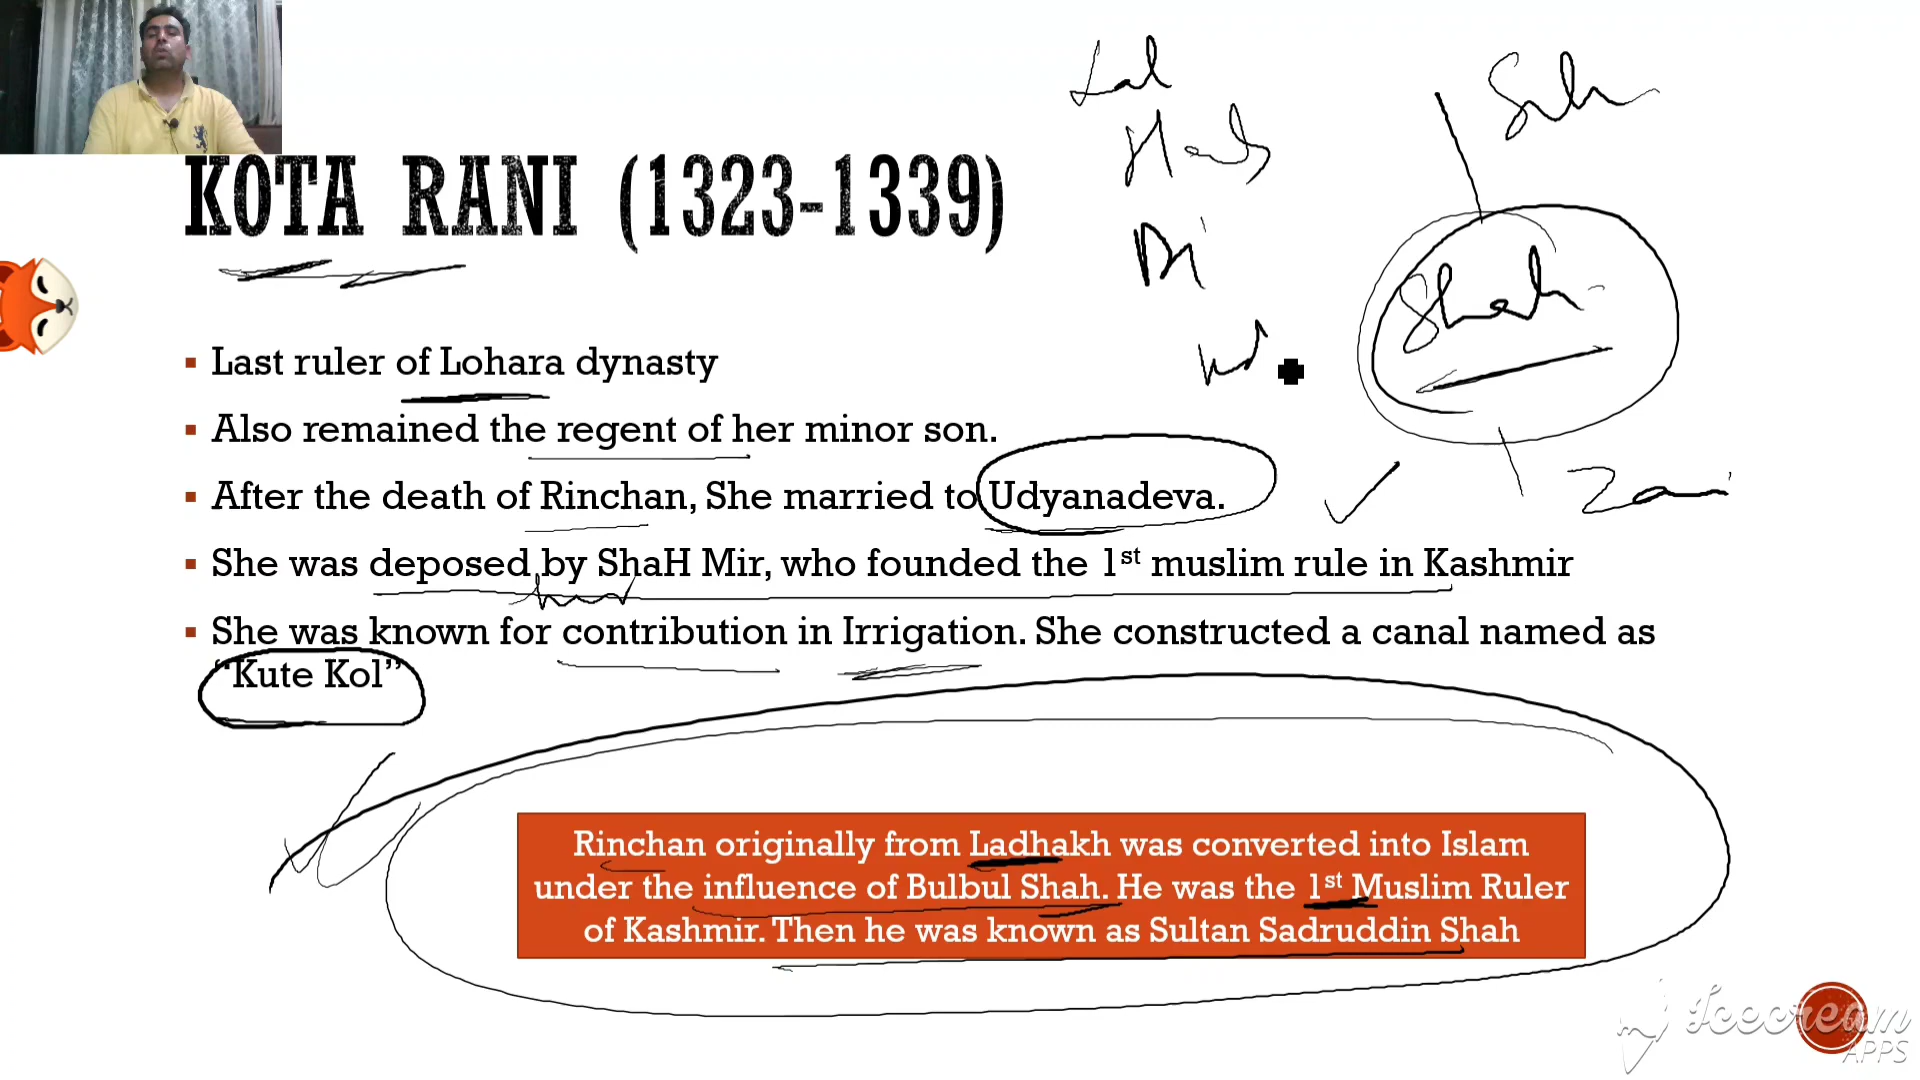 KOTA RANI (1323-1339)
Last ruler of Lohara dynasty
Also remained the regent of her minor son.
After the death of Rinchan, She married to Udyanadeva.
She was deposed by ShaH Mir, who founded the 1st muslim rule in Kashmir
She was known for contribution in Irrigation. She constructed a canal named as
“Kute Kol”
Rinchan originally from Ladhakh was converted into Islam
under the influence of Bulbul Shah. He was the 1st Muslim Ruler
of Kashmir. Then he was known as Sultan Sadruddin Shah
Lal
Shah
Icecream
APPS